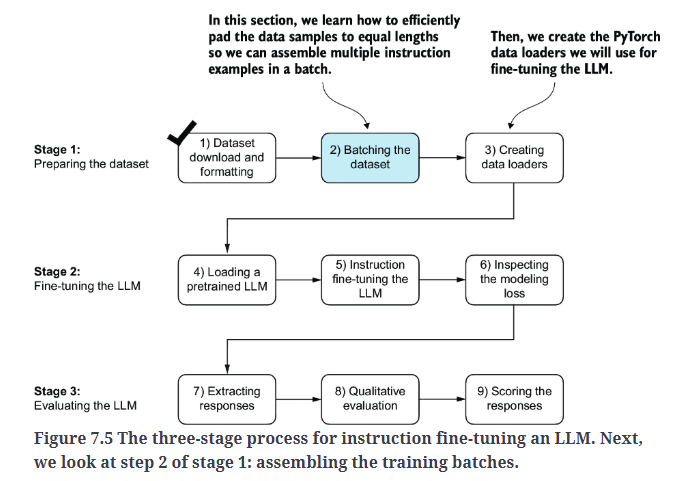 In this section, we learn how to efficiently
pad the data samples to equal lengths
so we can assemble multiple instruction
examples in a batch.
Then, we create the PyTorch
data loaders we will use for
fine-tuning the LLM.
Stage 1:
Preparing the dataset
1) Dataset
download and
formatting
2) Batching the
dataset
3) Creating
data loaders
Stage 2:
Fine-tuning the LLM
4) Loading a
pretrained LLM
5) Instruction
fine-tuning the
LLM
6) Inspecting
the modeling
loss
Stage 3:
Evaluating the LLM
7) Extracting
responses
8) Qualitative
evaluation
9) Scoring the
responses
Figure 7.5 The three-stage process for instruction fine-tuning an LLM. Next,
we look at step 2 of stage 1: assembling the training batches.